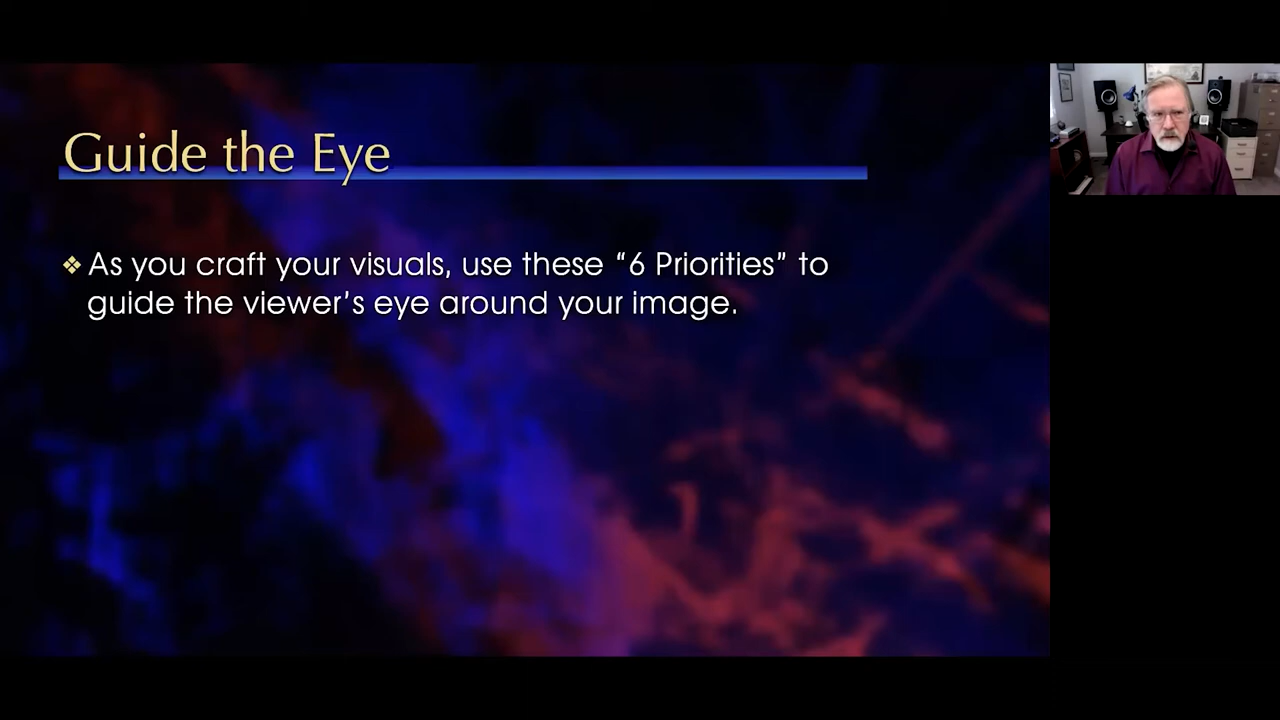 Guide the Eye
❖ As you craft your visuals, use these “6 Priorities” to
guide the viewer’s eye around your image.